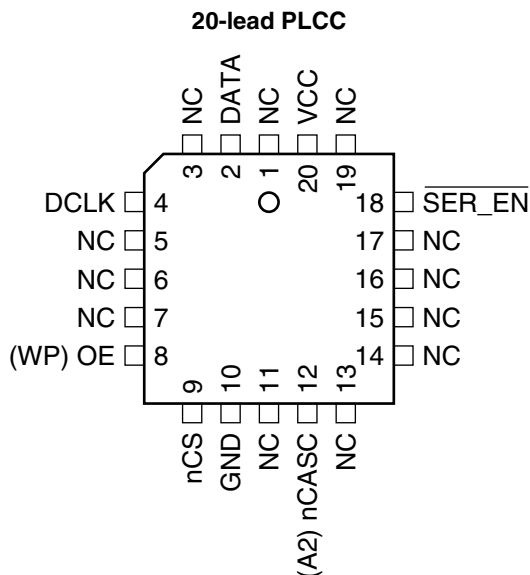 20-lead PLCC
NC
DATA
NC
VCC
NC
3
2
1
20
19
DCLK 4
18 SER_EN
NC 5
17 NC
NC 6
16 NC
NC 7
15 NC
(WP) OE 8
14 NC
9
10
11
12
13
nCS
GND
NC
(A2) nCASC
NC